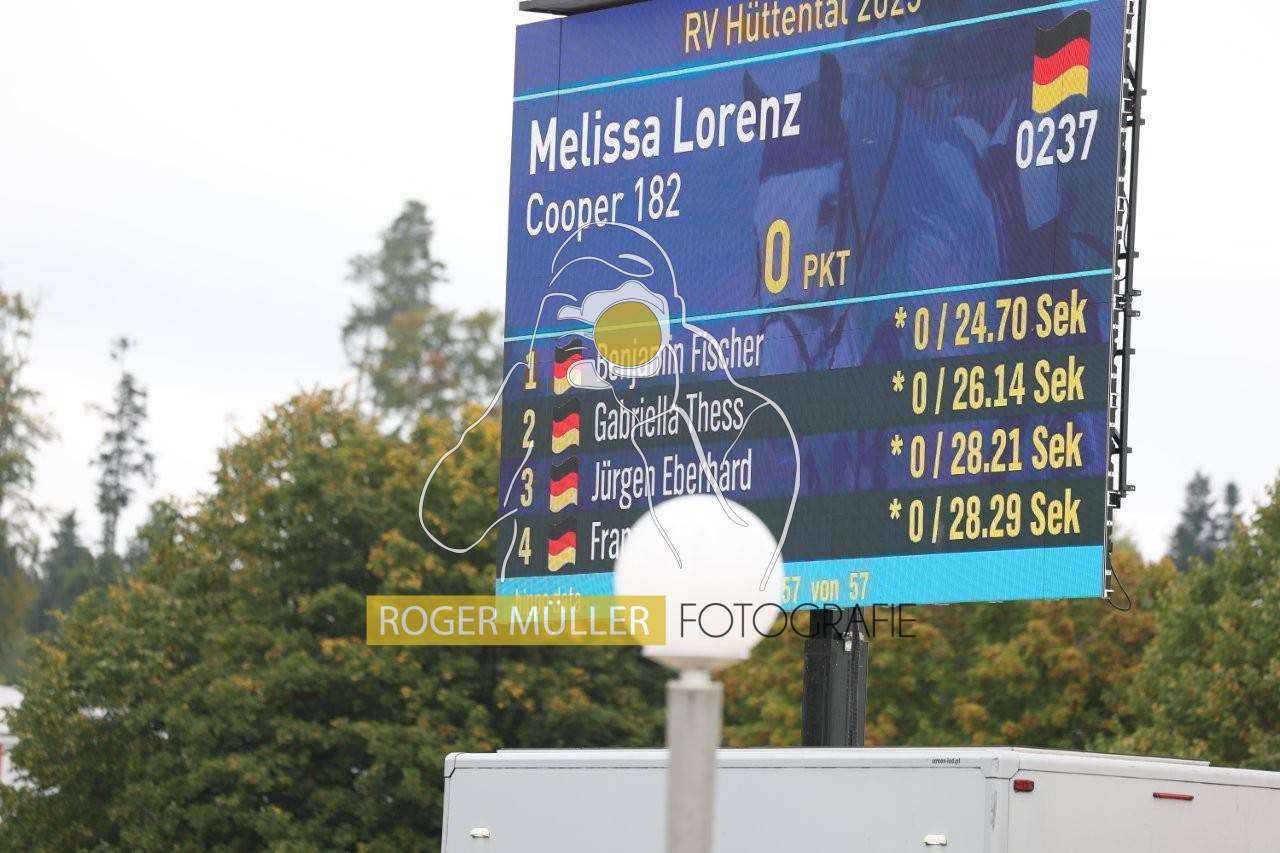 RV Hüttental 2025
Melissa Lorenz
0237
Cooper 182
0 PKT
1 Benjamin Fischer * 0 / 24.70 Sek
2 Gabriella Thess * 0 / 26.14 Sek
3 Jürgen Eberhard * 0 / 28.21 Sek
4 * 0 / 28.29 Sek
57 von 57
ROGER MÜLLER FOTOGRAFIE